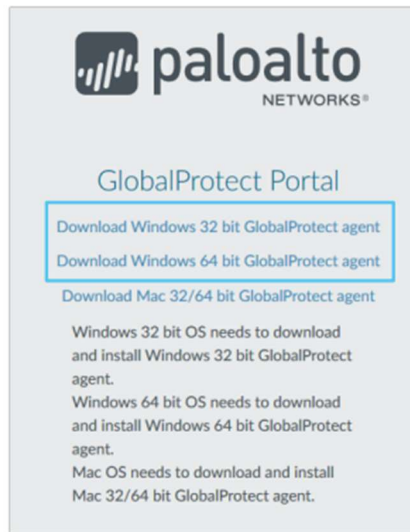 paloalto
NETWORKS®
GlobalProtect Portal
Download Windows 32 bit GlobalProtect agent
Download Windows 64 bit GlobalProtect agent
Download Mac 32/64 bit GlobalProtect agent
Windows 32 bit OS needs to download
and install Windows 32 bit GlobalProtect
agent.
Windows 64 bit OS needs to download
and install Windows 64 bit GlobalProtect
agent.
Mac OS needs to download and install
Mac 32/64 bit GlobalProtect agent.